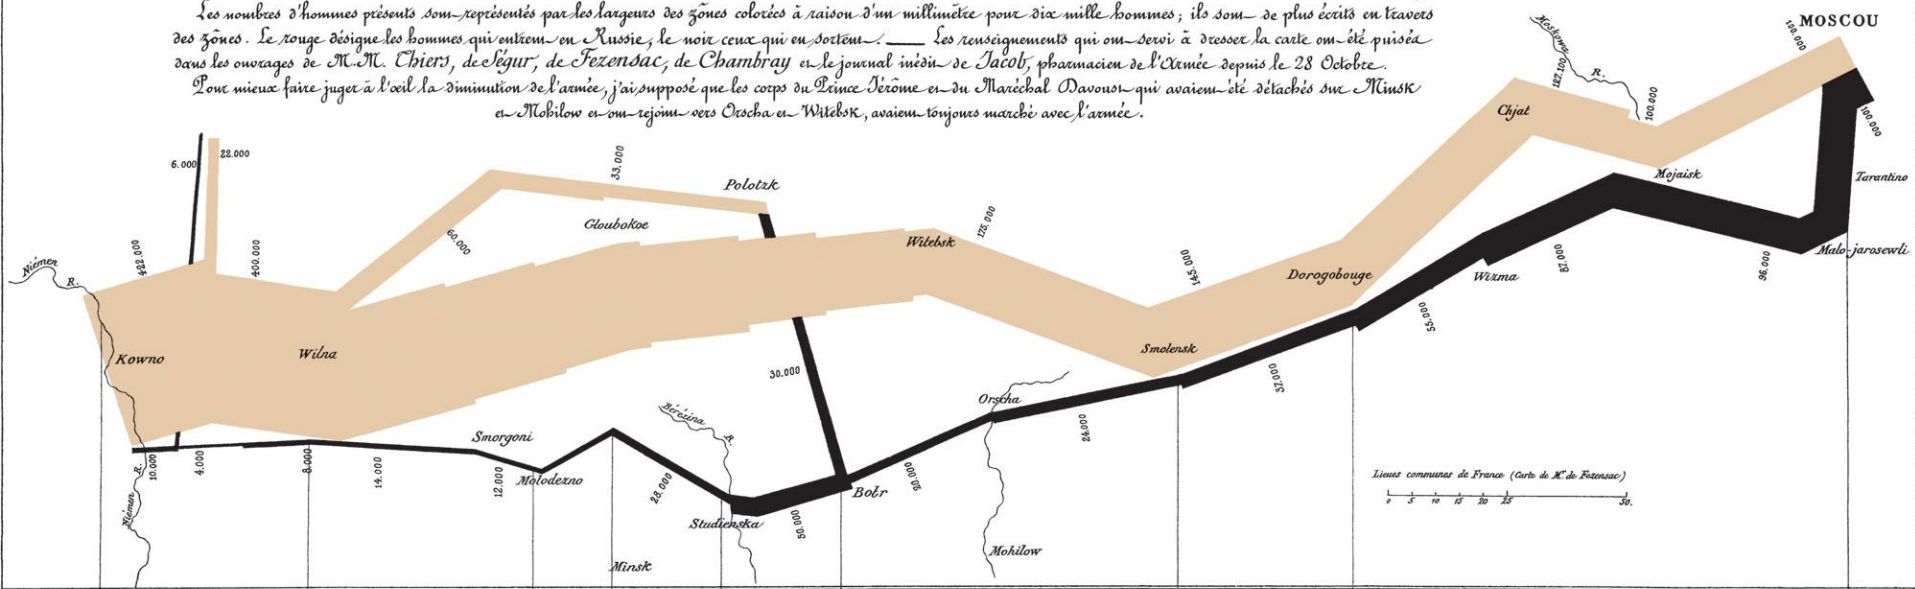 Les nombres d'hommes présents sont représentés par les largeurs des zônes colorées à raison d'un millimètre pour dix mille hommes; ils sont de plus écrits en travers
des zônes. Le rouge désigne les hommes qui entrent en Russie, le noir ceux qui en sortent. ___ Les renseignements qui ont servi à dresser la carte ont été puisés
dans les ouvrages de M.M. Thiers, de Ségur, de Fezensac, de Chambray et le journal inédit de Jacob, pharmacien de l'Armée depuis le 28 Octobre.
Pour mieux faire juger à l'œil la diminution de l'armée, j'ai supposé que les corps du Prince Jérôme et du Maréchal Davoust qui avaient été détachés sur Minsk
et Mohilow et ont rejoint vers Orscha et Witebsk, avaient toujours marché avec l'armée.
MOSCOU
Moskowa
R.
100.000
127.100
100.000
100.000
Chjat
Mojaisk
Tarantino
Malo-jarosewli
6.000
22.000
33.000
Polotzk
Gloubokoe
60.000
Witebsk
175.000
422.000
400.000
Niémen
R.
145.000
Dorogobouge
Wizma
87.000
96.000
55.000
Kowno
Wilna
Smolensk
37.000
30.000
Bérézina
R.
Orscha
24.000
Smorgoni
Molodezno
10.000
4.000
8.000
14.000
12.000
28.000
20.000
Bobr
R.
Niémen
Studienska
50.000
Minsk
Mohilow
Lieues communes de France (Carte de M. de Fezensac)
0 5 10 15 20 25 50.